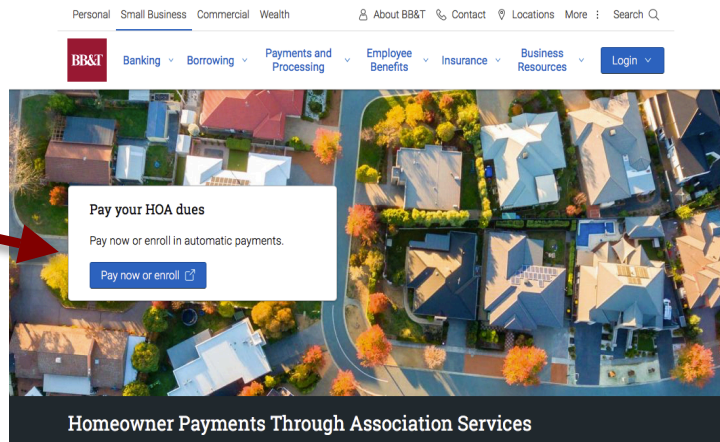 Personal Small Business Commercial Wealth About BB&T Contact Locations More Search
BB&T Banking Borrowing Payments and Processing Employee Benefits Insurance Business Resources Login
Pay your HOA dues
Pay now or enroll in automatic payments.
Pay now or enroll
Homeowner Payments Through Association Services